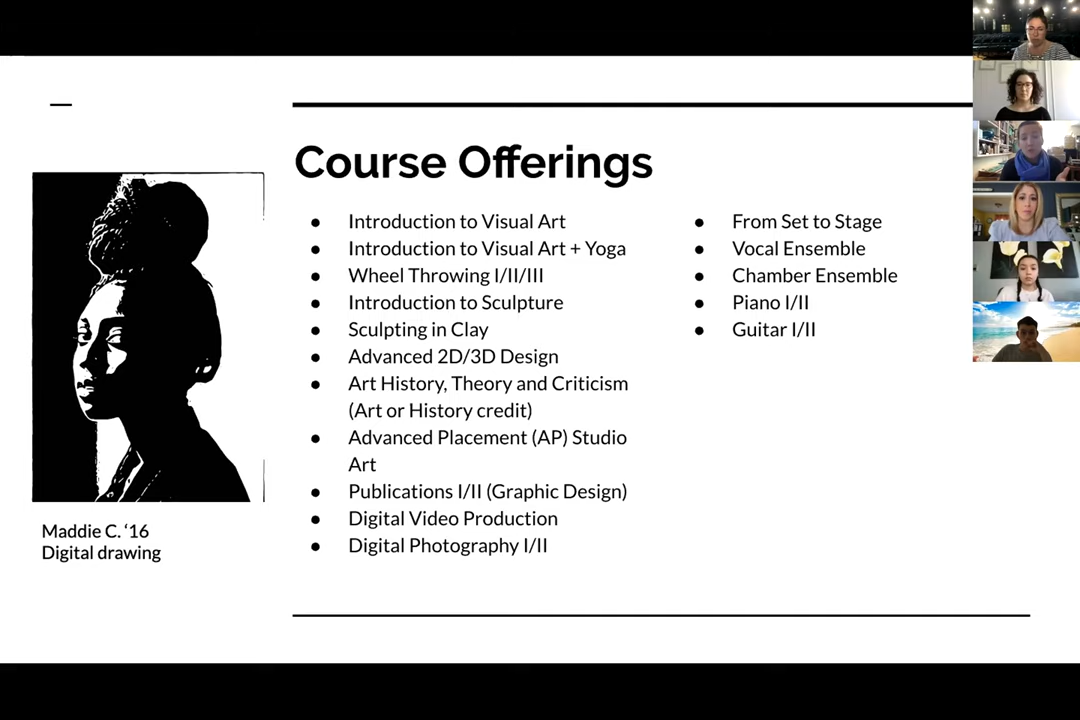 Course Offerings
● Introduction to Visual Art
● Introduction to Visual Art + Yoga
● Wheel Throwing I/II/III
● Introduction to Sculpture
● Sculpting in Clay
● Advanced 2D/3D Design
● Art History, Theory and Criticism
(Art or History credit)
● Advanced Placement (AP) Studio
Art
● Publications I/II (Graphic Design)
● Digital Video Production
● Digital Photography I/II
● From Set to Stage
● Vocal Ensemble
● Chamber Ensemble
● Piano I/II
● Guitar I/II
Maddie C. ‘16
Digital drawing